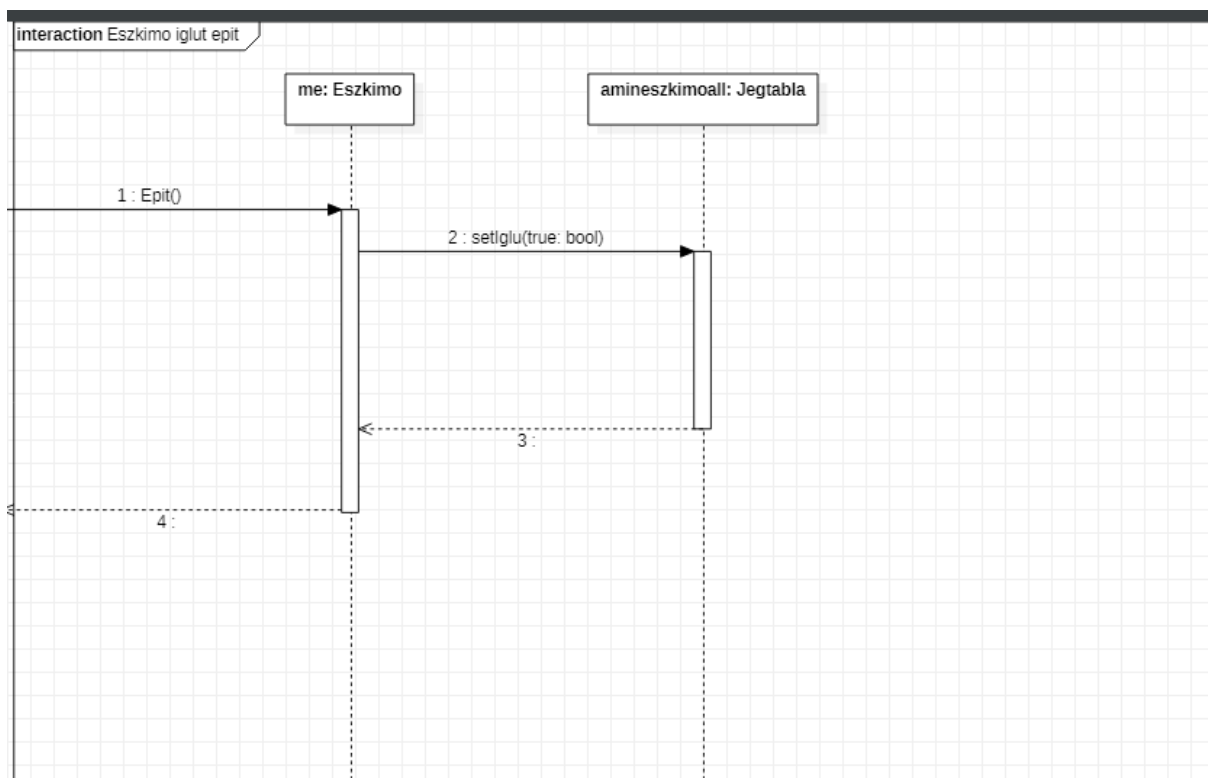 interaction Eszkimo iglut epit
me: Eszkimo
amineszkimoall: Jegtabla
1 : Epit()
2 : setIglu(true: bool)
3 :
4 :